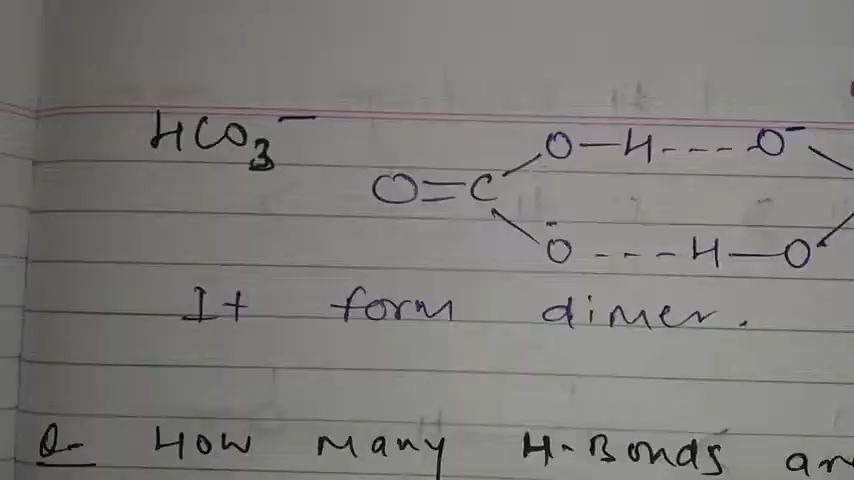 HCO3⁻
O—H---O⁻
O=C
O⁻---H—O
It form dimer.
Q- How many H-Bonds